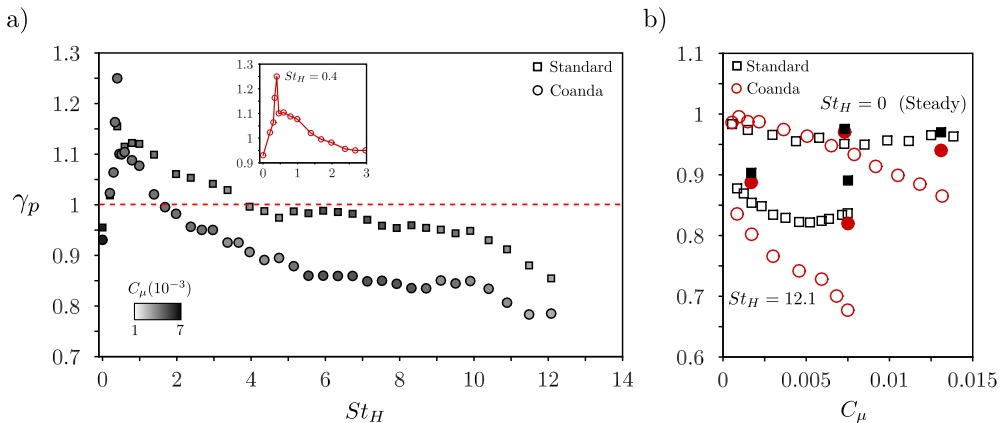 a)
b)
1.3
1.2
1.1
1
0.9
0.8
0.7
γp
0 2 4 6 8 10 12 14
StH
Standard
Coanda
Cμ(10−3)
1 7
1.3
1.2
1.1
1
0.9
0 1 2 3
StH = 0.4
1
0.9
0.8
0.7
0.6
Standard
Coanda
StH = 0 (Steady)
StH = 12.1
0 0.005 0.01 0.015
Cμ